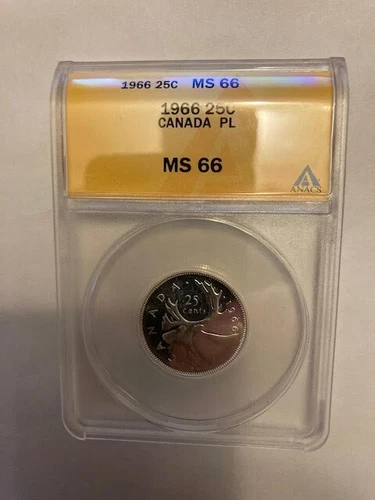 1966 25C MS 66
1966 25C
CANADA PL
MS 66
ANACS
CANADA
25
cents
1966